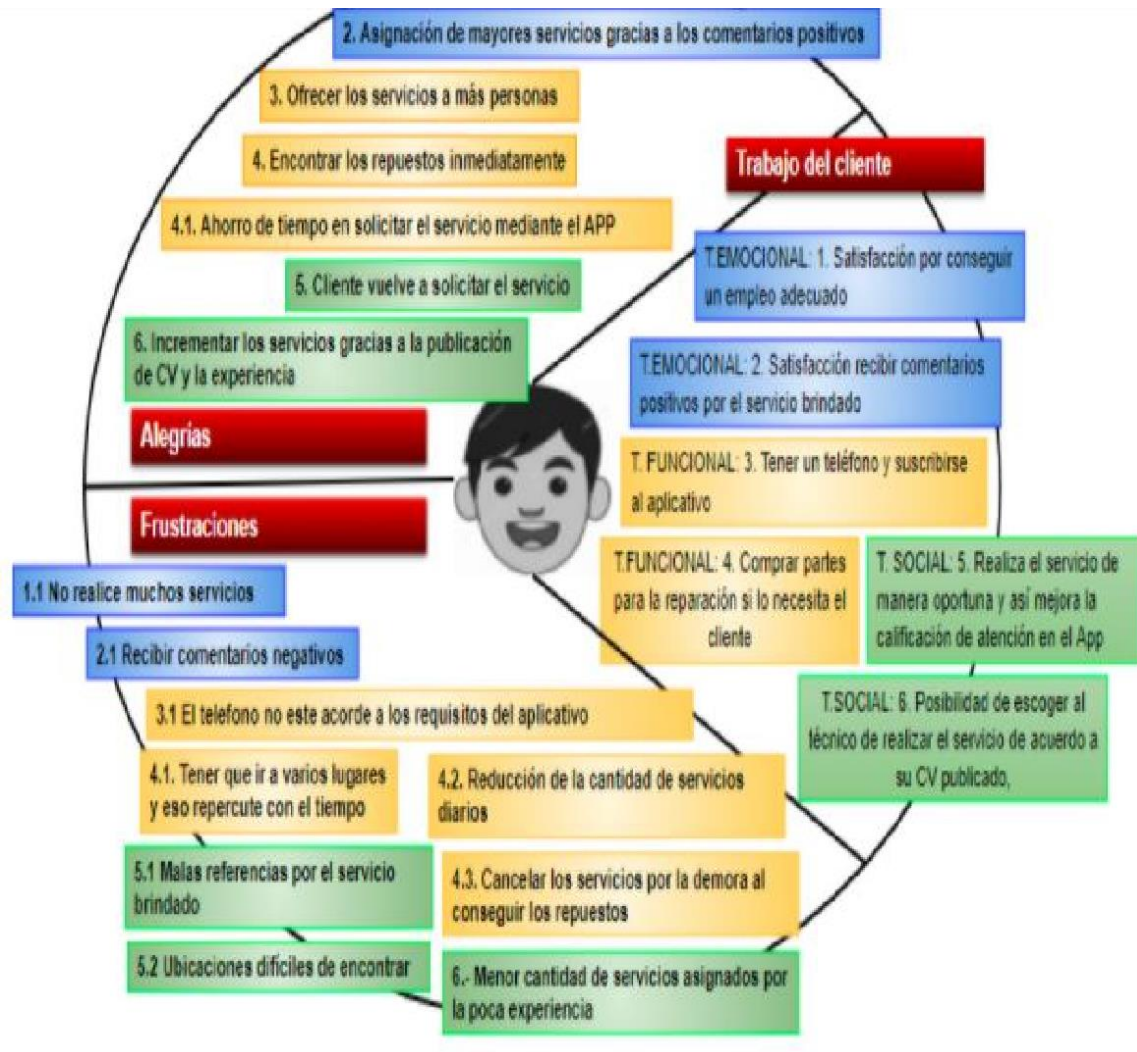 2. Asignación de mayores servicios gracias a los comentarios positivos
3. Ofrecer los servicios a más personas
4. Encontrar los repuestos inmediatamente
4.1. Ahorro de tiempo en solicitar el servicio mediante el APP
5. Cliente vuelve a solicitar el servicio
6. Incrementar los servicios gracias a la publicación
de CV y la experiencia
Alegrías
Trabajo del cliente
T.EMOCIONAL: 1. Satisfacción por conseguir
un empleo adecuado
T.EMOCIONAL: 2. Satisfacción recibir comentarios
positivos por el servicio brindado
T. FUNCIONAL: 3. Tener un teléfono y suscribirse
al aplicativo
T.FUNCIONAL: 4. Comprar partes
para la reparación si lo necesita el
cliente
T. SOCIAL: 5. Realiza el servicio de
manera oportuna y así mejora la
calificación de atención en el App
T.SOCIAL: 6. Posibilidad de escoger al
técnico de realizar el servicio de acuerdo a
su CV publicado,
Frustraciones
1.1 No realice muchos servicios
2.1 Recibir comentarios negativos
3.1 El telefono no este acorde a los requisitos del aplicativo
4.1. Tener que ir a varios lugares
y eso repercute con el tiempo
4.2. Reducción de la cantidad de servicios
diarios
5.1 Malas referencias por el servicio
brindado
4.3. Cancelar los servicios por la demora al
conseguir los repuestos
5.2 Ubicaciones difíciles de encontrar
6.- Menor cantidad de servicios asignados por
la poca experiencia